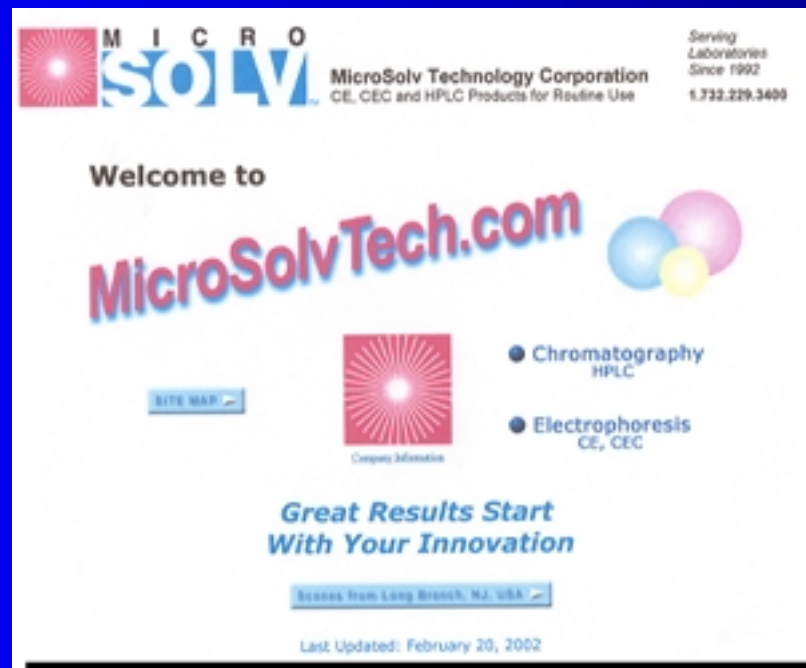 MICRO
SOLV
MicroSolv Technology Corporation
CE, CEC and HPLC Products for Routine Use
Serving
Laboratories
Since 1992
1.732.229.3400
Welcome to
MicroSolvTech.com
Chromatography
HPLC
SITE MAP
Electrophoresis
CE, CEC
Company Information
Great Results Start
With Your Innovation
Scenes from Long Branch, NJ, USA
Last Updated: February 20, 2002